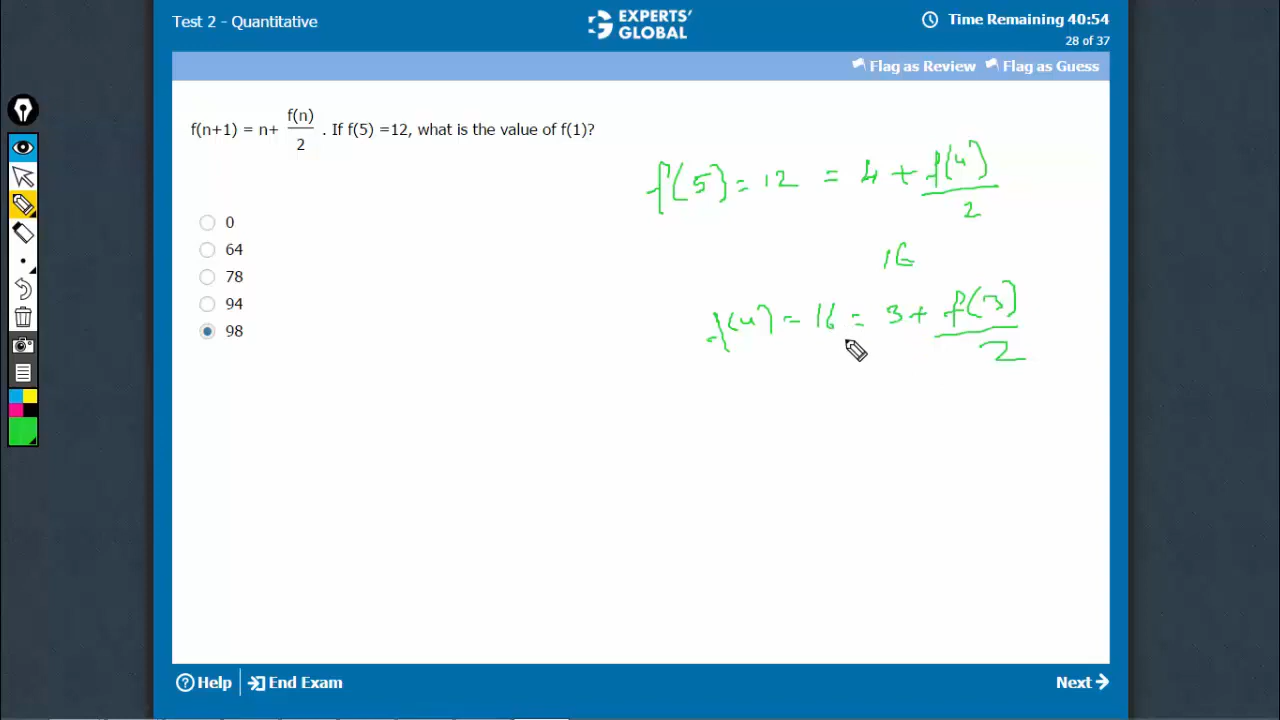 Test 2 - Quantitative
EXPERTS'
GLOBAL
Time Remaining 40:54
28 of 37
Flag as Review
Flag as Guess
f(n+1) = n+ f(n)/2 . If f(5) =12, what is the value of f(1)?
0
64
78
94
98
f(5) = 12 = 4 + f(4)/2
16
f(4) = 16 = 3 + f(3)/2
Help
End Exam
Next